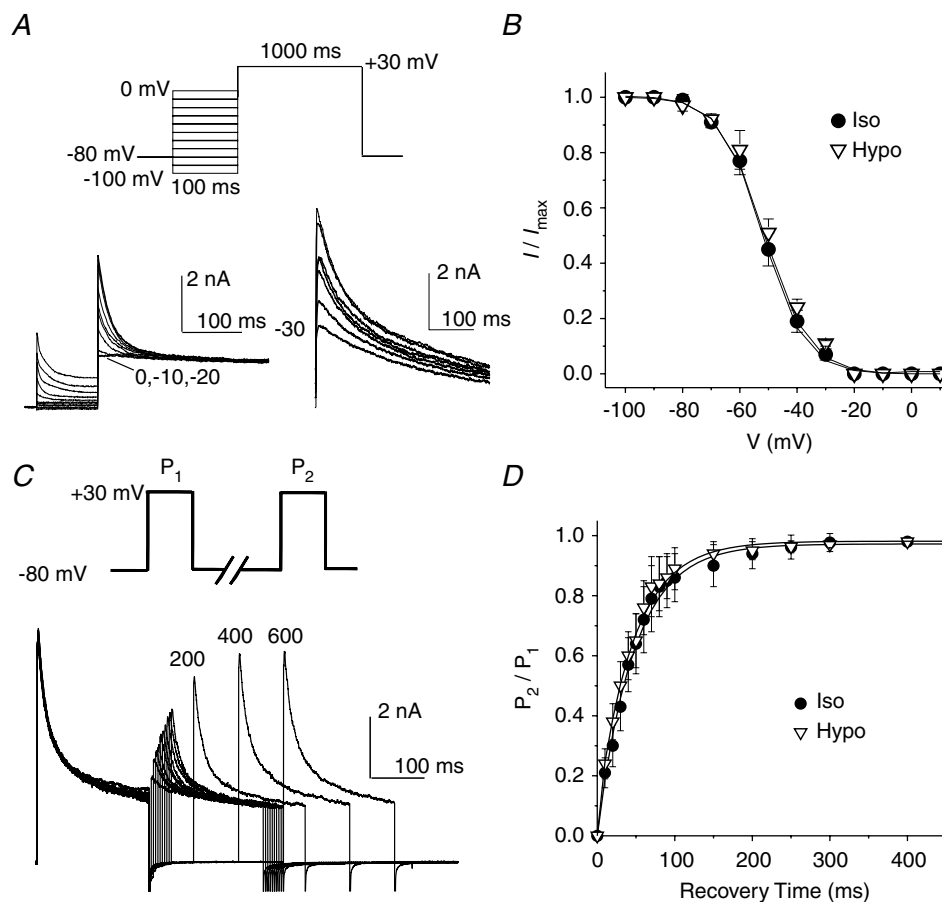 A
1000 ms
+30 mV
0 mV
-80 mV
-100 mV
100 ms
2 nA
100 ms
0,-10,-20
-30
2 nA
100 ms
B
1.0
0.8
0.6
0.4
0.2
0.0
I / Imax
Iso
Hypo
-100
-80
-60
-40
-20
0
V (mV)
C
P1
P2
+30 mV
-80 mV
200
400
600
2 nA
100 ms
D
1.0
0.8
0.6
0.4
0.2
0.0
P2 / P1
Iso
Hypo
0
100
200
300
400
Recovery Time (ms)